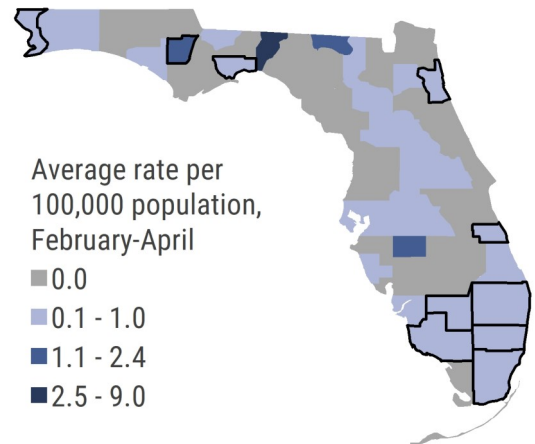 Average rate per
100,000 population,
February-April
0.0
0.1 - 1.0
1.1 - 2.4
2.5 - 9.0